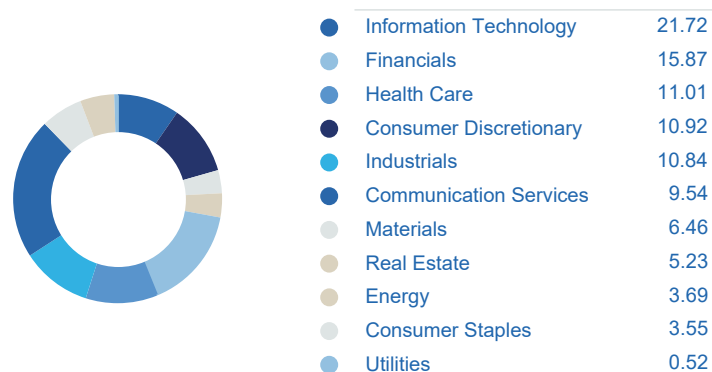 Information Technology 21.72
Financials 15.87
Health Care 11.01
Consumer Discretionary 10.92
Industrials 10.84
Communication Services 9.54
Materials 6.46
Real Estate 5.23
Energy 3.69
Consumer Staples 3.55
Utilities 0.52